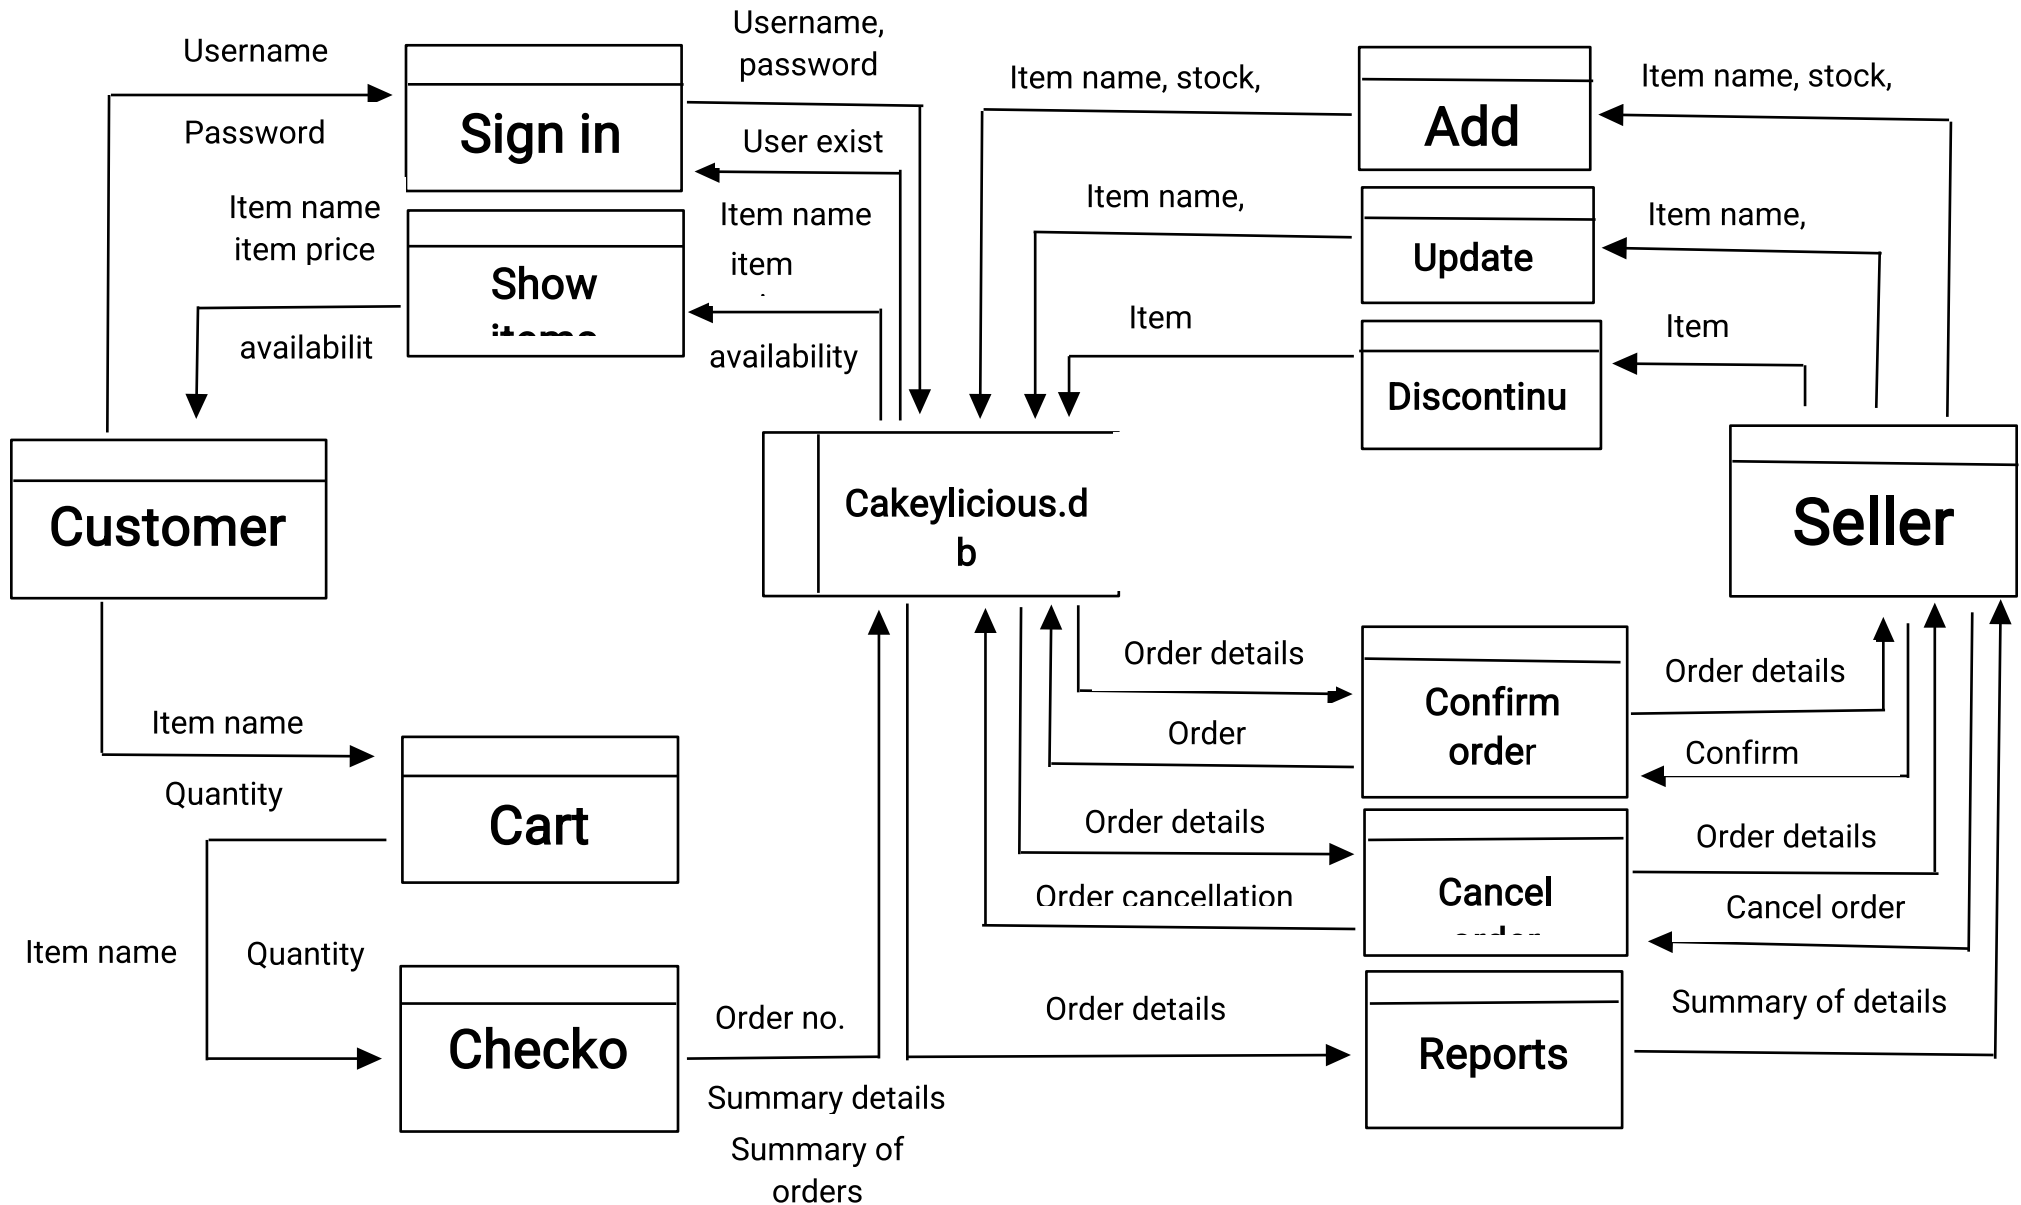 Username
Password
Sign in
Username,
password
User exist
Item name
item price
availabilit
Show
items
Item name
item
availability
Customer
Cakeylicious.d
b
Item name, stock,
Add
Item name, stock,
Item name,
Update
Item name,
Item
Discontinu
Item
Seller
Item name
Quantity
Cart
Item name
Quantity
Checko
Order no.
Summary details
Summary of
orders
Order details
Order
Confirm
order
Order details
Confirm
Order details
Order cancellation
Cancel
order
Order details
Cancel order
Order details
Reports
Summary of details